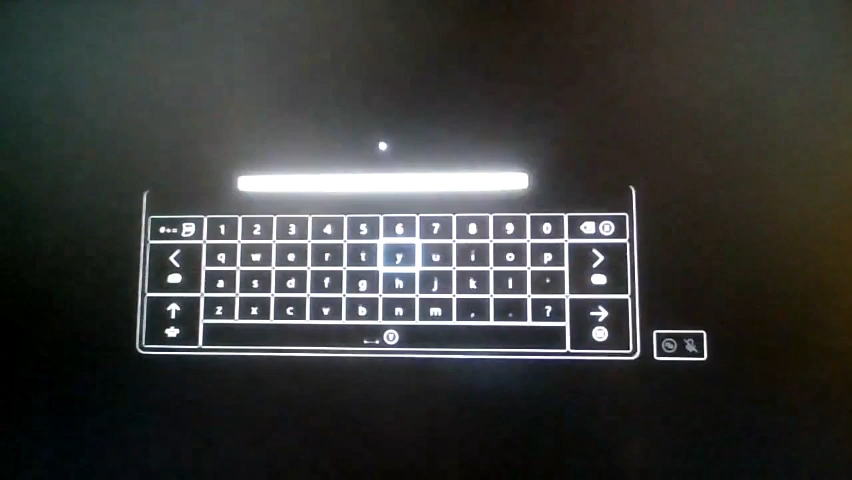 1 2 3 4 5 6 7 8 9 0
q w e r t y u i o p
a s d f g h j k l
z x c v b n m , . ?